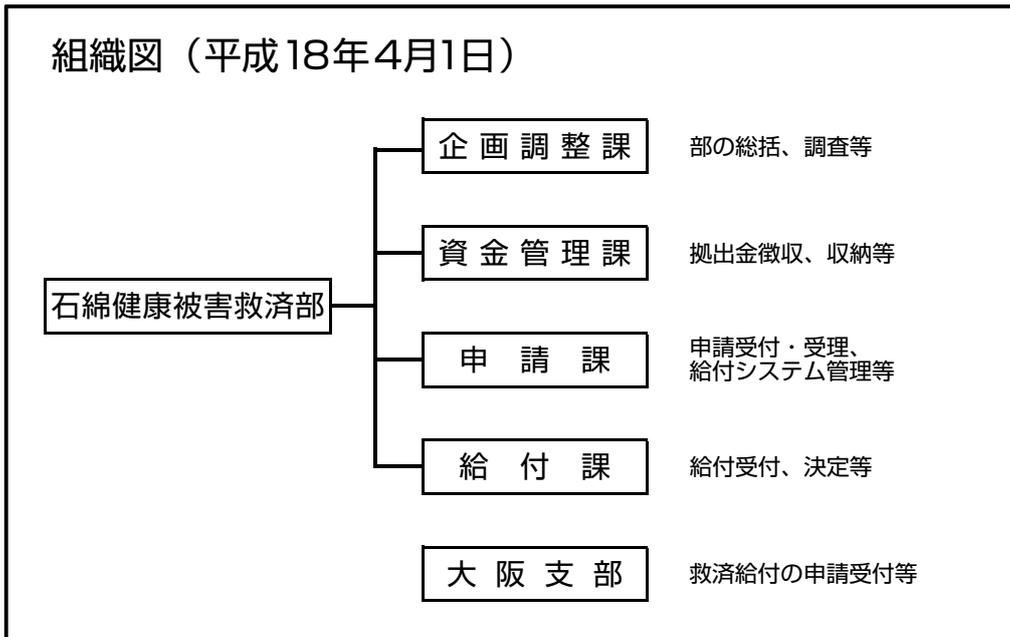 組織図（平成18年4月1日）
企画調整課 部の総括、調査等
資金管理課 拠出金徴収、収納等
石綿健康被害救済部
申請課 申請受付・受理、
給付システム管理等
給付課 給付受付、決定等
大阪支部 救済給付の申請受付等